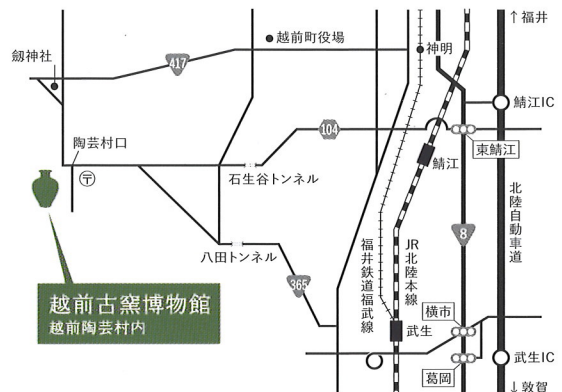 ↑福井
越前町役場
神明
劔神社
417
鯖江IC
陶芸村口
104
東鯖江
〒
石生谷トンネル
鯖江
北陸自動車道
8
八田トンネル
福井鉄道福武線
JR北陸本線
365
越前古窯博物館
越前陶芸村内
横市
武生
武生IC
葛岡
↓敦賀